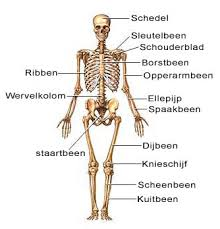 Schedel
Sleutelbeen
Schouderblad
Borstbeen
Ribben
Opperarmbeen
Wervelkolom
Ellepijp
Spaakbeen
staartbeen
Dijbeen
Knieschijf
Scheenbeen
Kuitbeen